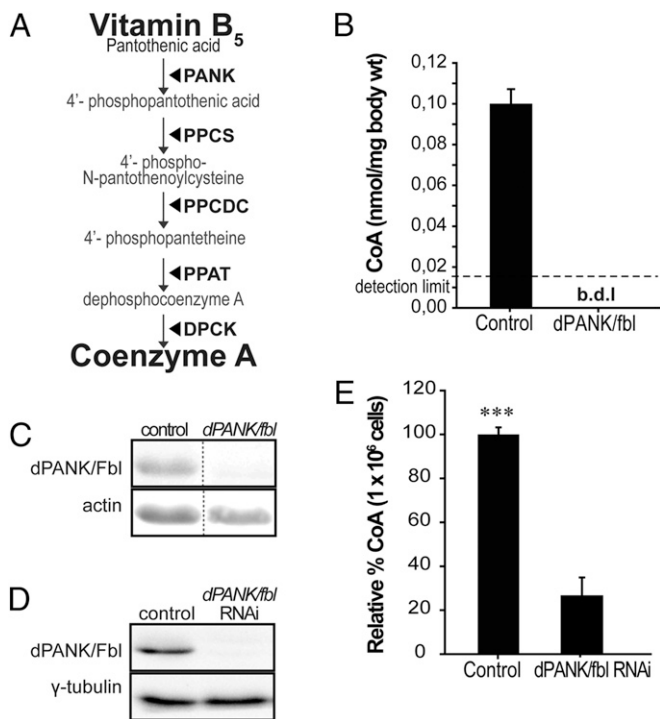 A
Vitamin B5
Pantothenic acid
PANK
4'- phosphopantothenic acid
PPCS
4'- phospho-
N-pantothenoylcysteine
PPCDC
4'- phosphopantetheine
PPAT
dephosphocoenzyme A
DPCK
Coenzyme A
B
CoA (nmol/mg body wt)
0,12
0,10
0,08
0,06
0,04
0,02
0,00
detection limit
b.d.l
Control
dPANK/fbl
C
control
dPANK/fbl
dPANK/Fbl
actin
D
control
dPANK/fbl
RNAi
dPANK/Fbl
γ-tubulin
E
Relative % CoA (1 x 10⁶ cells)
120
100
80
60
40
20
0
***
Control
dPANK/fbl RNAi